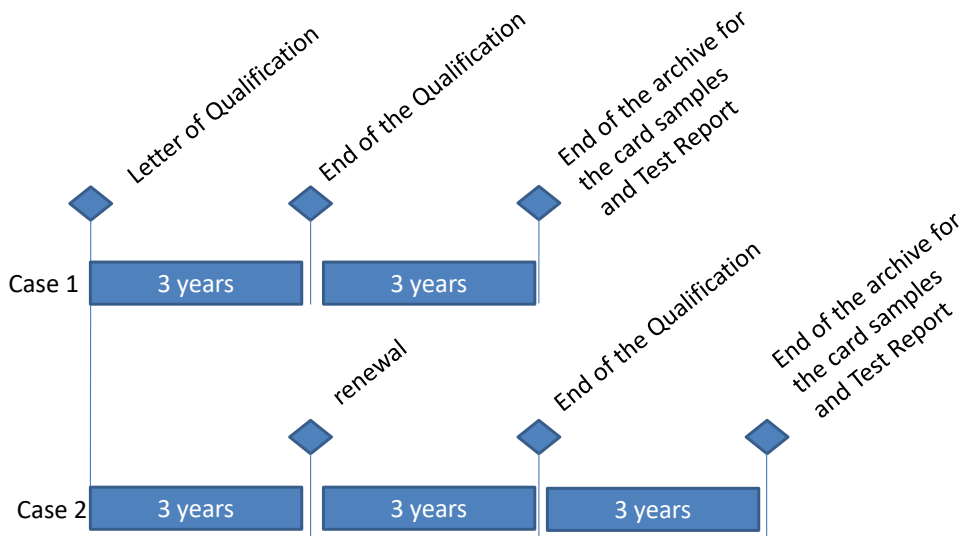 Letter of Qualification
End of the Qualification
End of the archive for
the card samples
and Test Report
Case 1
3 years
3 years
renewal
End of the Qualification
End of the archive for
the card samples
and Test Report
Case 2
3 years
3 years
3 years